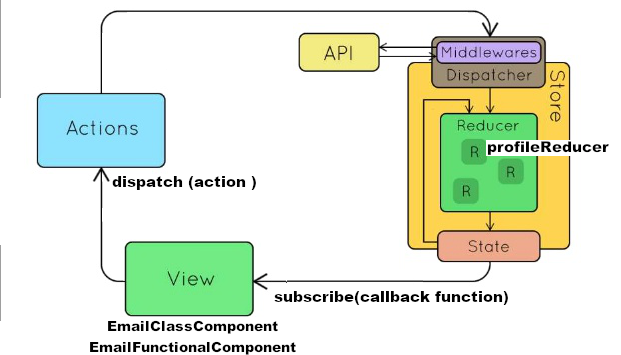 API
Middlewares
Dispatcher
Store
Actions
Reducer
R
profileReducer
R
R
dispatch (action )
State
View
subscribe(callback function)
EmailClassComponent
EmailFunctionalComponent